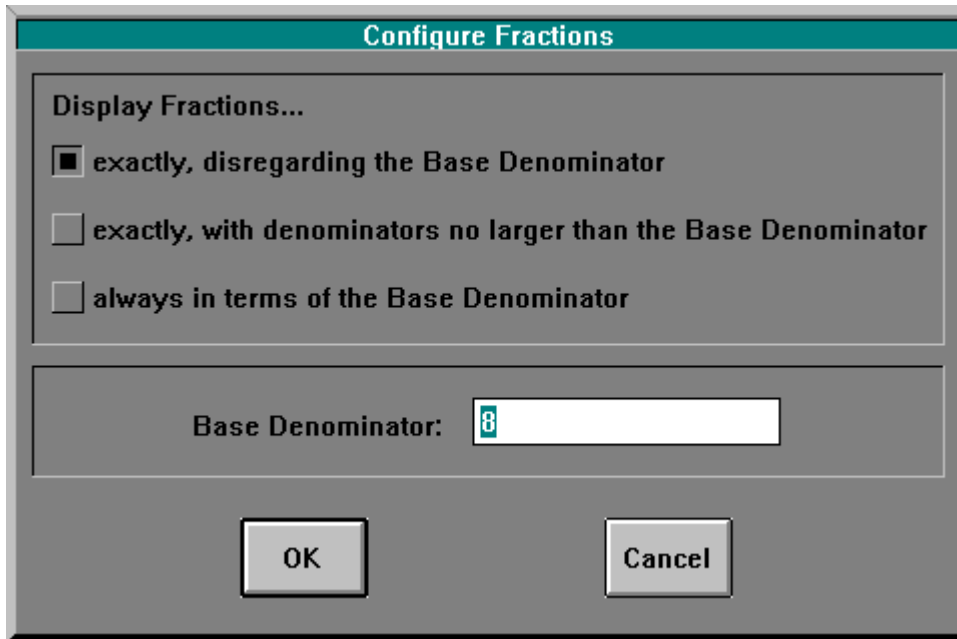 Configure Fractions
Display Fractions...
exactly, disregarding the Base Denominator
exactly, with denominators no larger than the Base Denominator
always in terms of the Base Denominator
Base Denominator: 8
OK Cancel